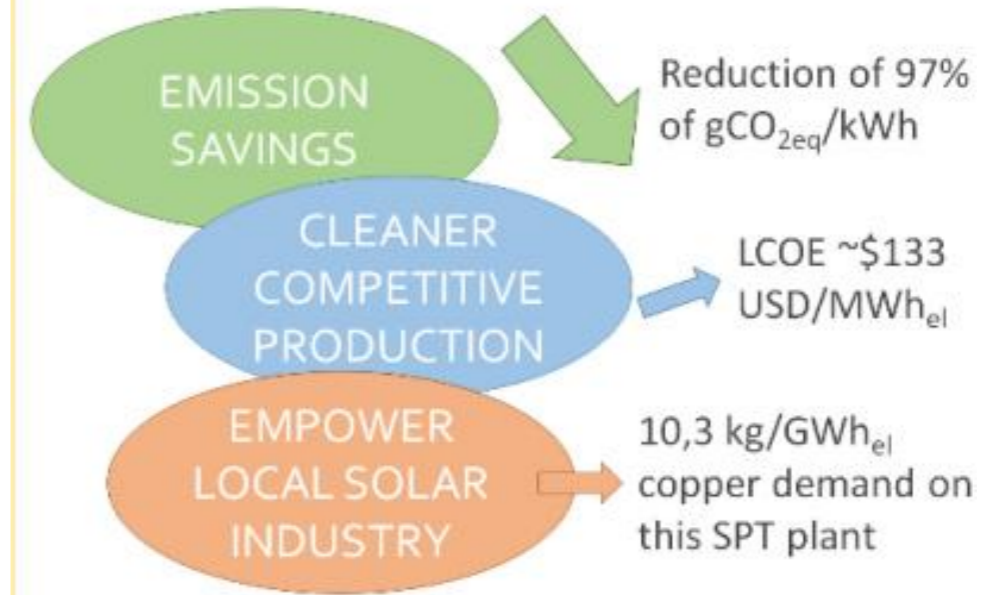 EMISSION
SAVINGS
Reduction of 97%
of gCO₂eq/kWh
CLEANER
COMPETITIVE
PRODUCTION
LCOE ~$133
USD/MWhel
EMPOWER
LOCAL SOLAR
INDUSTRY
10,3 kg/GWhel
copper demand on
this SPT plant